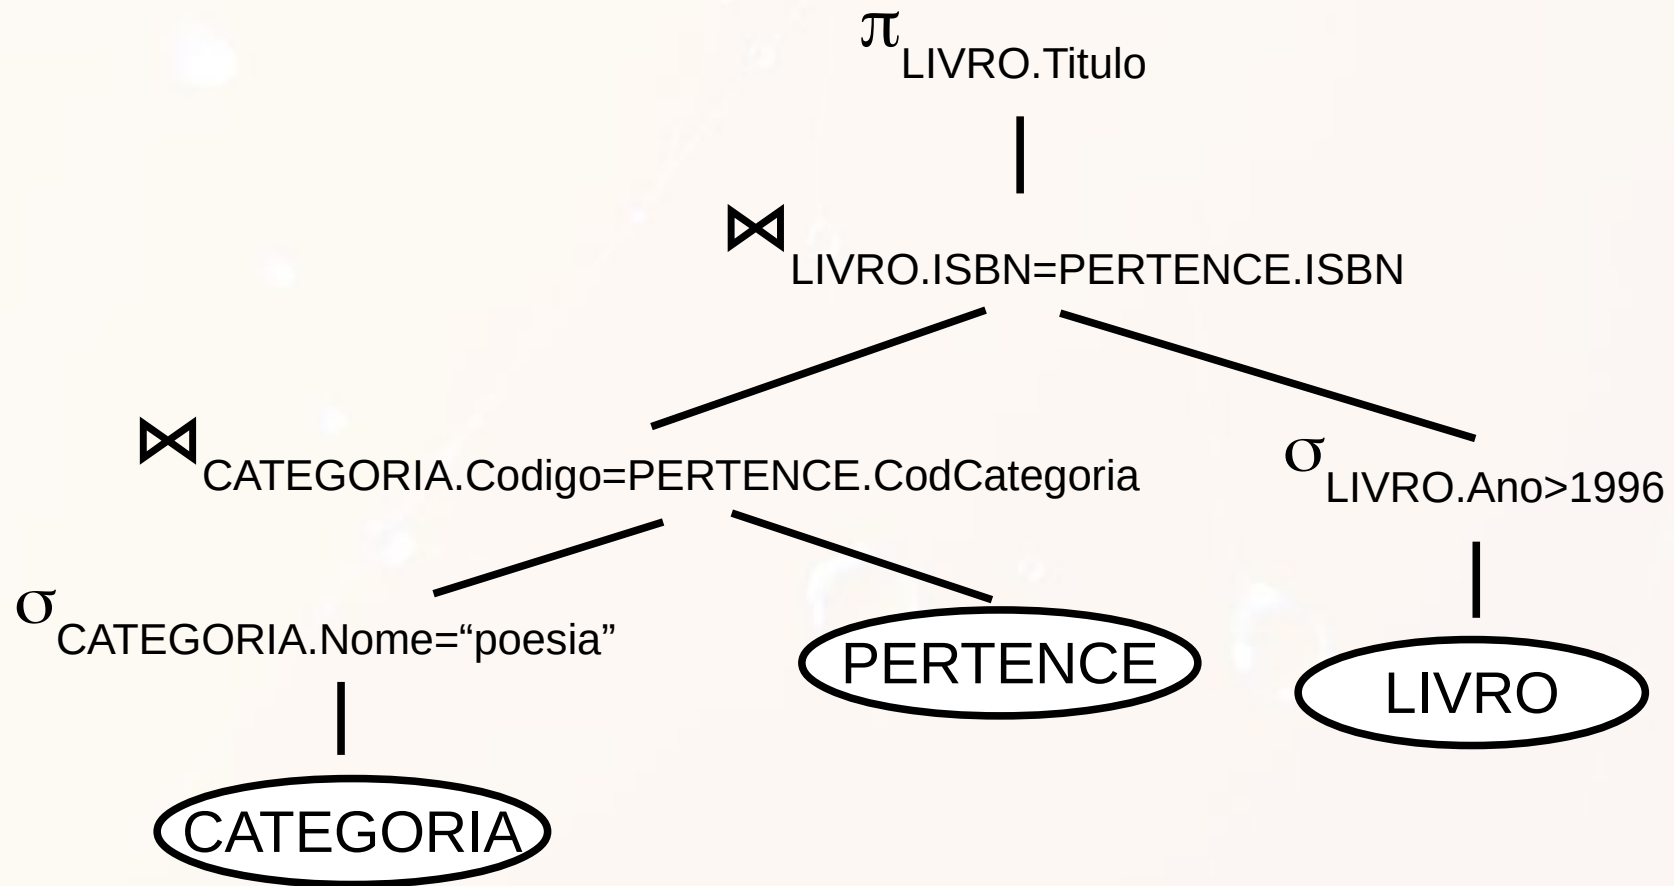 π LIVRO.Titulo
⋈ LIVRO.ISBN=PERTENCE.ISBN
⋈ CATEGORIA.Codigo=PERTENCE.CodCategoria
σ LIVRO.Ano>1996
σ CATEGORIA.Nome=“poesia”
PERTENCE
LIVRO
CATEGORIA